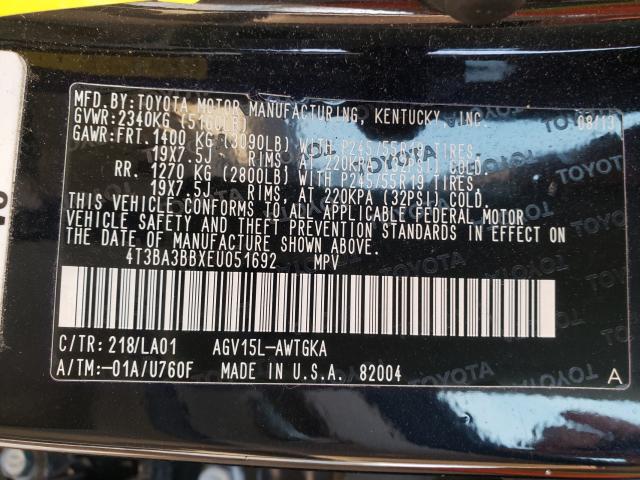 MFD.BY:TOYOTA MOTOR MANUFACTURING, KENTUCKY, INC. 08/13
GVWR:2340KG (5160LB)
GAWR:FRT.1400 KG (3090LB) WITH P245/55R19 TIRES,
19X7.5J RIMS, AT 220KPA (32PSI) COLD.
RR. 1270 KG (2800LB) WITH P245/55R19 TIRES,
19X7.5J RIMS, AT 220KPA (32PSI) COLD.
THIS VEHICLE CONFORMS TO ALL APPLICABLE FEDERAL MOTOR
VEHICLE SAFETY AND THEFT PREVENTION STANDARDS IN EFFECT ON
THE DATE OF MANUFACTURE SHOWN ABOVE.
4T3BA3BBXEU051692 MPV
C/TR:218/LA01 AGV15L-AWTGKA
A/TM:-01A/U760F MADE IN U.S.A. 82004 A